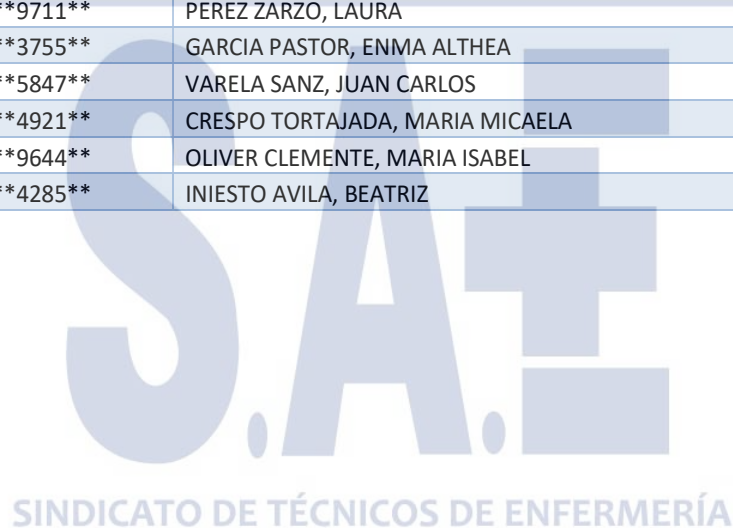 **9711** PEREZ ZARZO, LAURA
**3755** GARCIA PASTOR, ENMA ALTHEA
**5847** VARELA SANZ, JUAN CARLOS
**4921** CRESPO TORTAJADA, MARIA MICAELA
**9644** OLIVER CLEMENTE, MARIA ISABEL
**4285** INIESTO AVILA, BEATRIZ
S.A.E
SINDICATO DE TÉCNICOS DE ENFERMERÍA